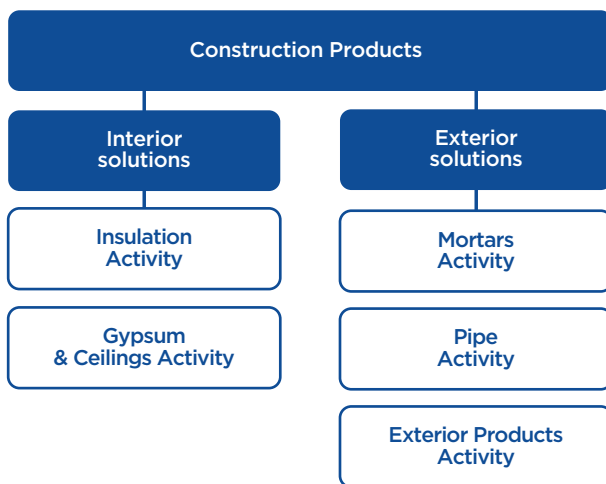 Construction Products
Interior
solutions
Insulation
Activity
Gypsum
& Ceilings Activity
Exterior
solutions
Mortars
Activity
Pipe
Activity
Exterior Products
Activity